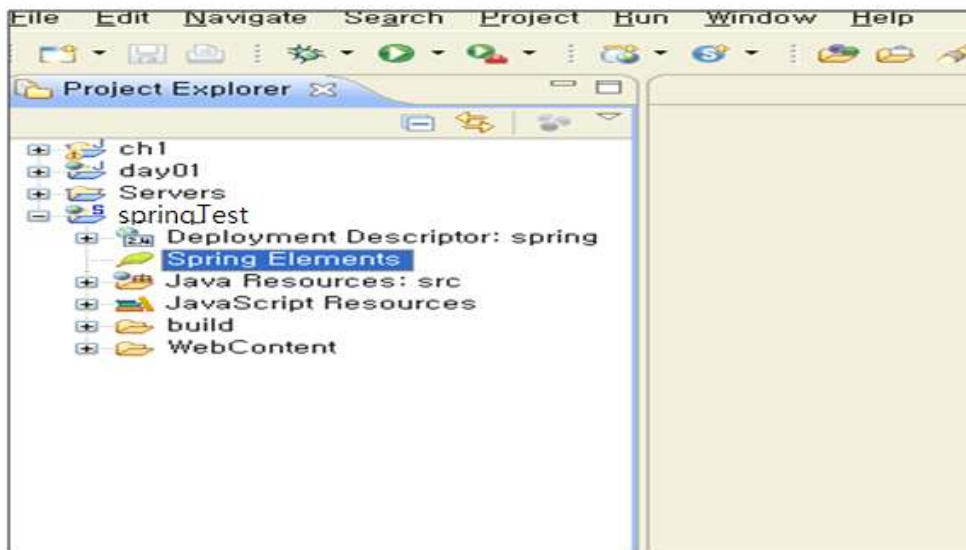 File Edit Navigate Search Project Run Window Help
Project Explorer
ch1
day01
Servers
springTest
Deployment Descriptor: spring
Spring Elements
Java Resources: src
JavaScript Resources
build
WebContent